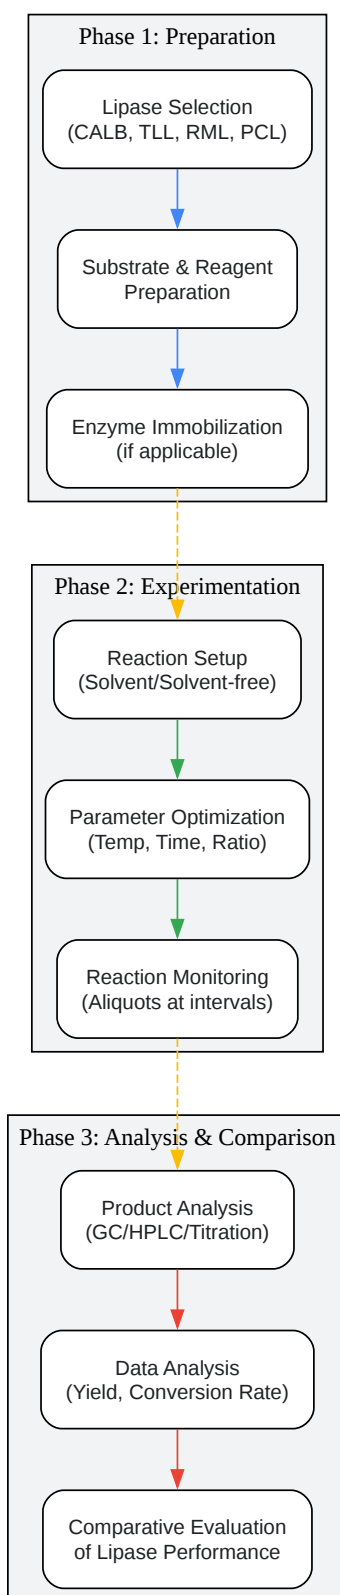 Phase 1: Preparation
Lipase Selection
(CALB, TLL, RML, PCL)
Substrate & Reagent
Preparation
Enzyme Immobilization
(if applicable)
Phase 2: Experimentation
Reaction Setup
(Solvent/Solvent-free)
Parameter Optimization
(Temp, Time, Ratio)
Reaction Monitoring
(Aliquots at intervals)
Phase 3: Analysis & Comparison
Product Analysis
(GC/HPLC/Titration)
Data Analysis
(Yield, Conversion Rate)
Comparative Evaluation
of Lipase Performance